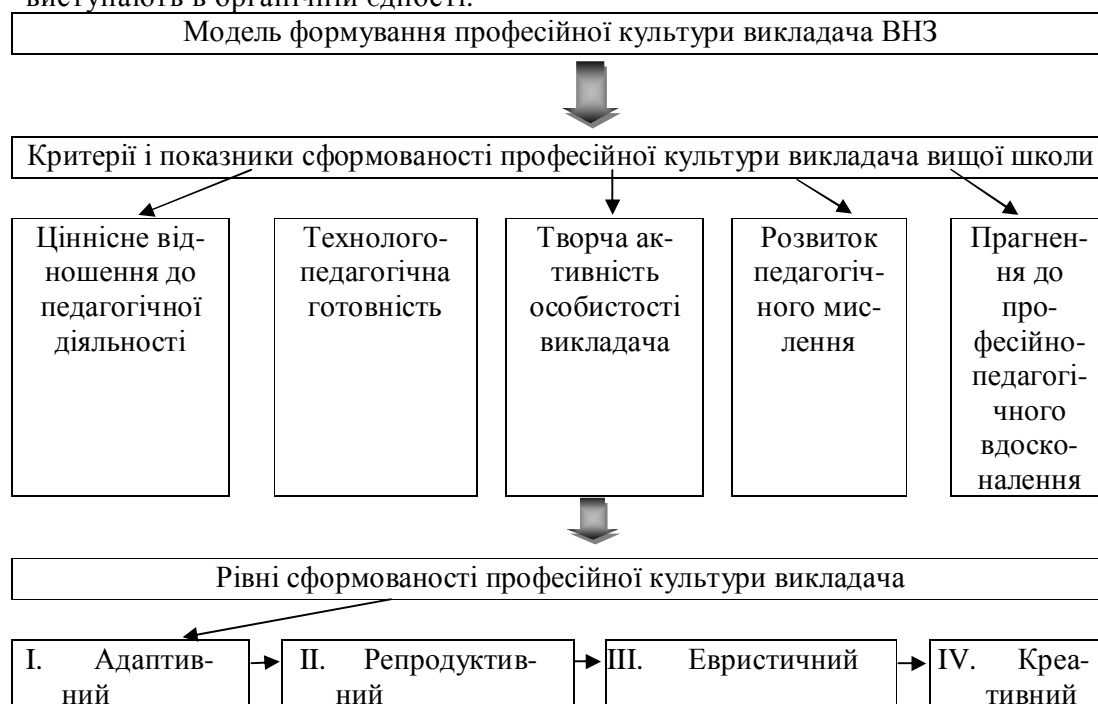 виступають в органічній єдності.
Модель формування професійної культури викладача ВНЗ
Критерії і показники сформованості професійної культури викладача вищої школи
Ціннісне від-
ношення до
педагогічної
діяльності
Технолого-
педагогічна
готовність
Творча ак-
тивність
особистості
викладача
Розвиток
педагогіч-
ного мис-
лення
Прагнен-
ня до
про-
фесійно-
педагогі-
чного
вдоско-
налення
Рівні сформованості професійної культури викладача
I. Адаптив-
ний
II. Репродуктив-
ний
III. Евристичний
IV. Креа-
тивний